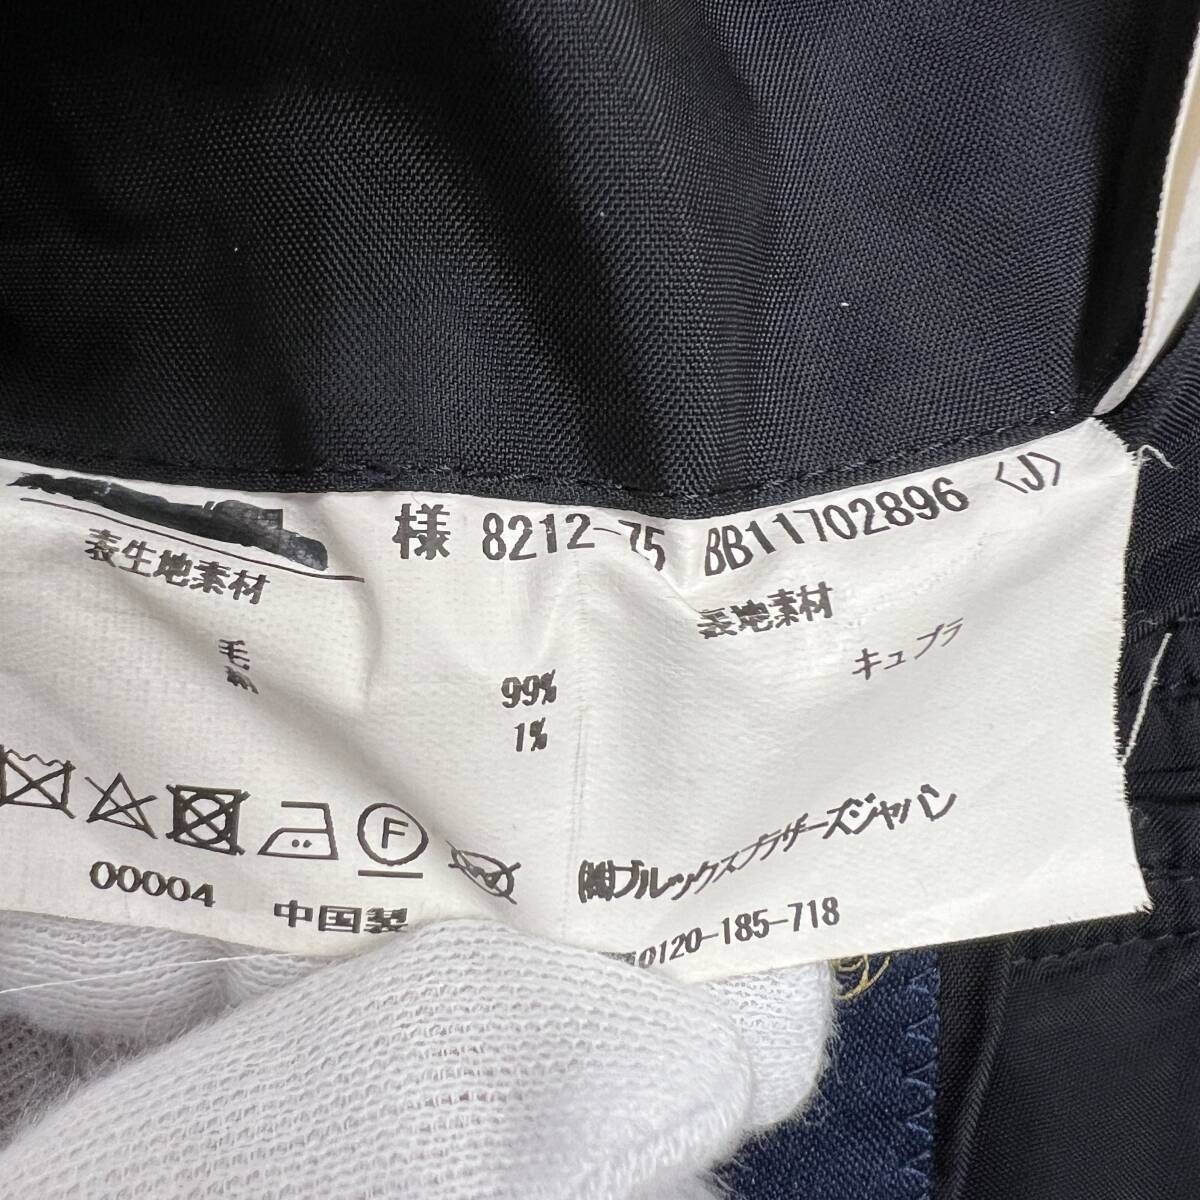 様 8212-75 BB11702896 〈J〉
表生地素材
表地素材
毛 99%
キュプラ
1%
F
㈱ブルックスブラザーズジャパン
00004 中国製
0120-185-718